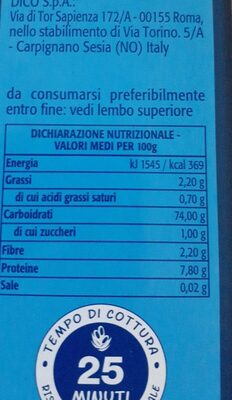 DICO S.p.A.:
Via di Tor Sapienza 172/A - 00155 Roma,
nello stabilimento di Via Torino. 5/A
- Carpignano Sesia (NO) Italy
da consumarsi preferibilmente
entro fine: vedi lembo superiore
DICHIARAZIONE NUTRIZIONALE -
VALORI MEDI PER 100g
Energia kJ 1545 / kcal 369
Grassi 2,20 g
di cui acidi grassi saturi 0,70 g
Carboidrati 74,00 g
di cui zuccheri 1,00 g
Fibre 2,20 g
Proteine 7,80 g
Sale 0,02 g
TEMPO DI COTTURA
25
MINUTI